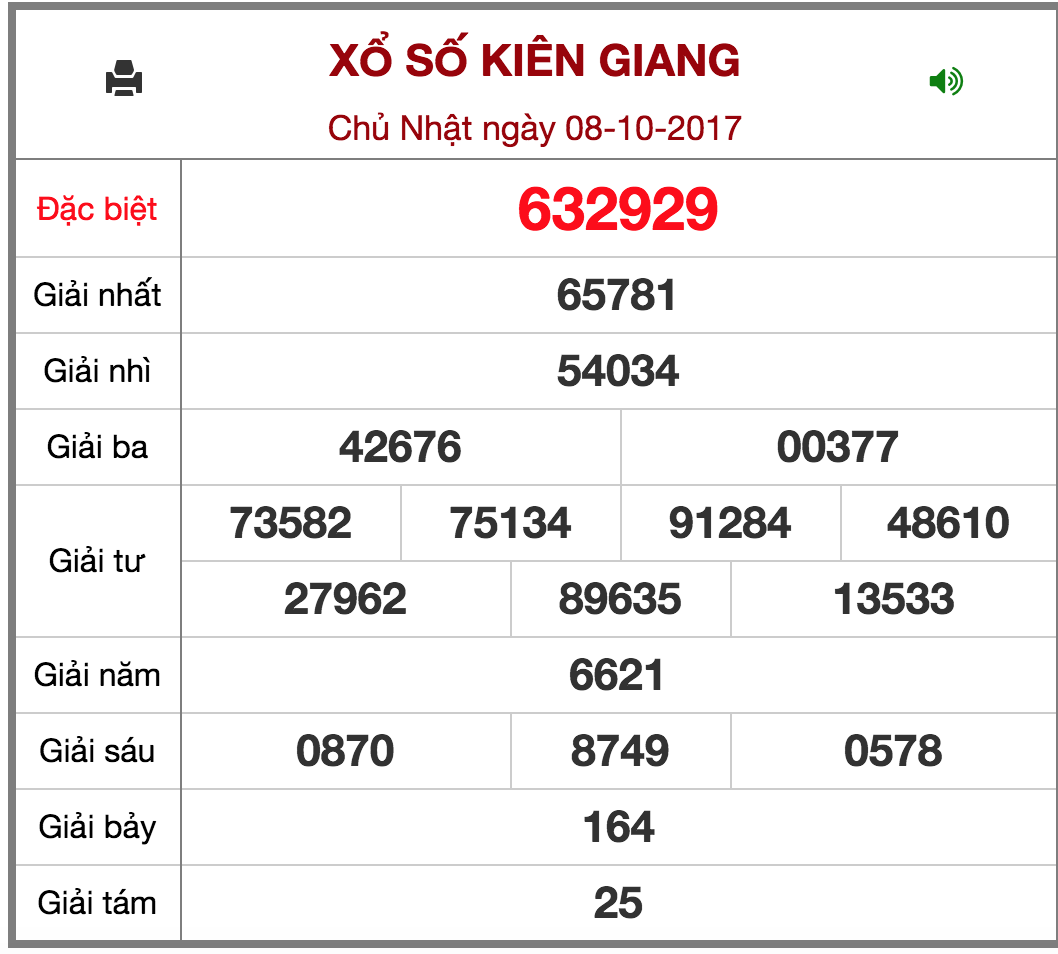 XỔ SỐ KIÊN GIANG
Chủ Nhật ngày 08-10-2017
Đặc biệt 632929
Giải nhất 65781
Giải nhì 54034
Giải ba 42676 00377
Giải tư 73582 75134 91284 48610
27962 89635 13533
Giải năm 6621
Giải sáu 0870 8749 0578
Giải bảy 164
Giải tám 25